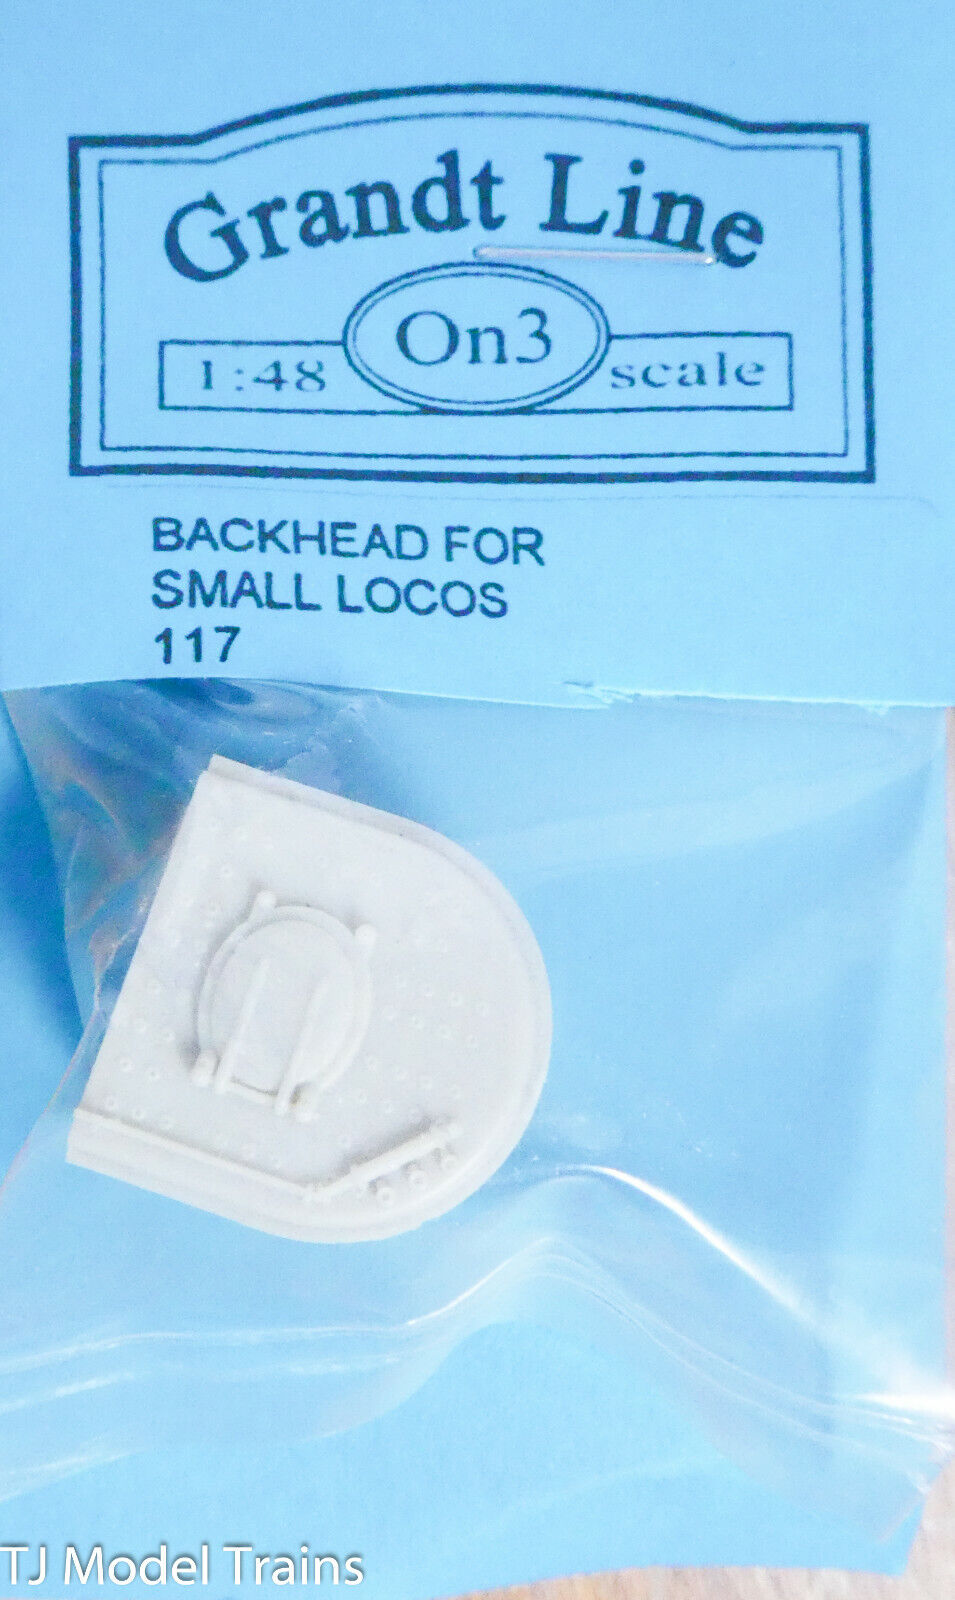 Grandt Line
1:48 On3 scale
BACKHEAD FOR
SMALL LOCOS
117
TJ Model Trains